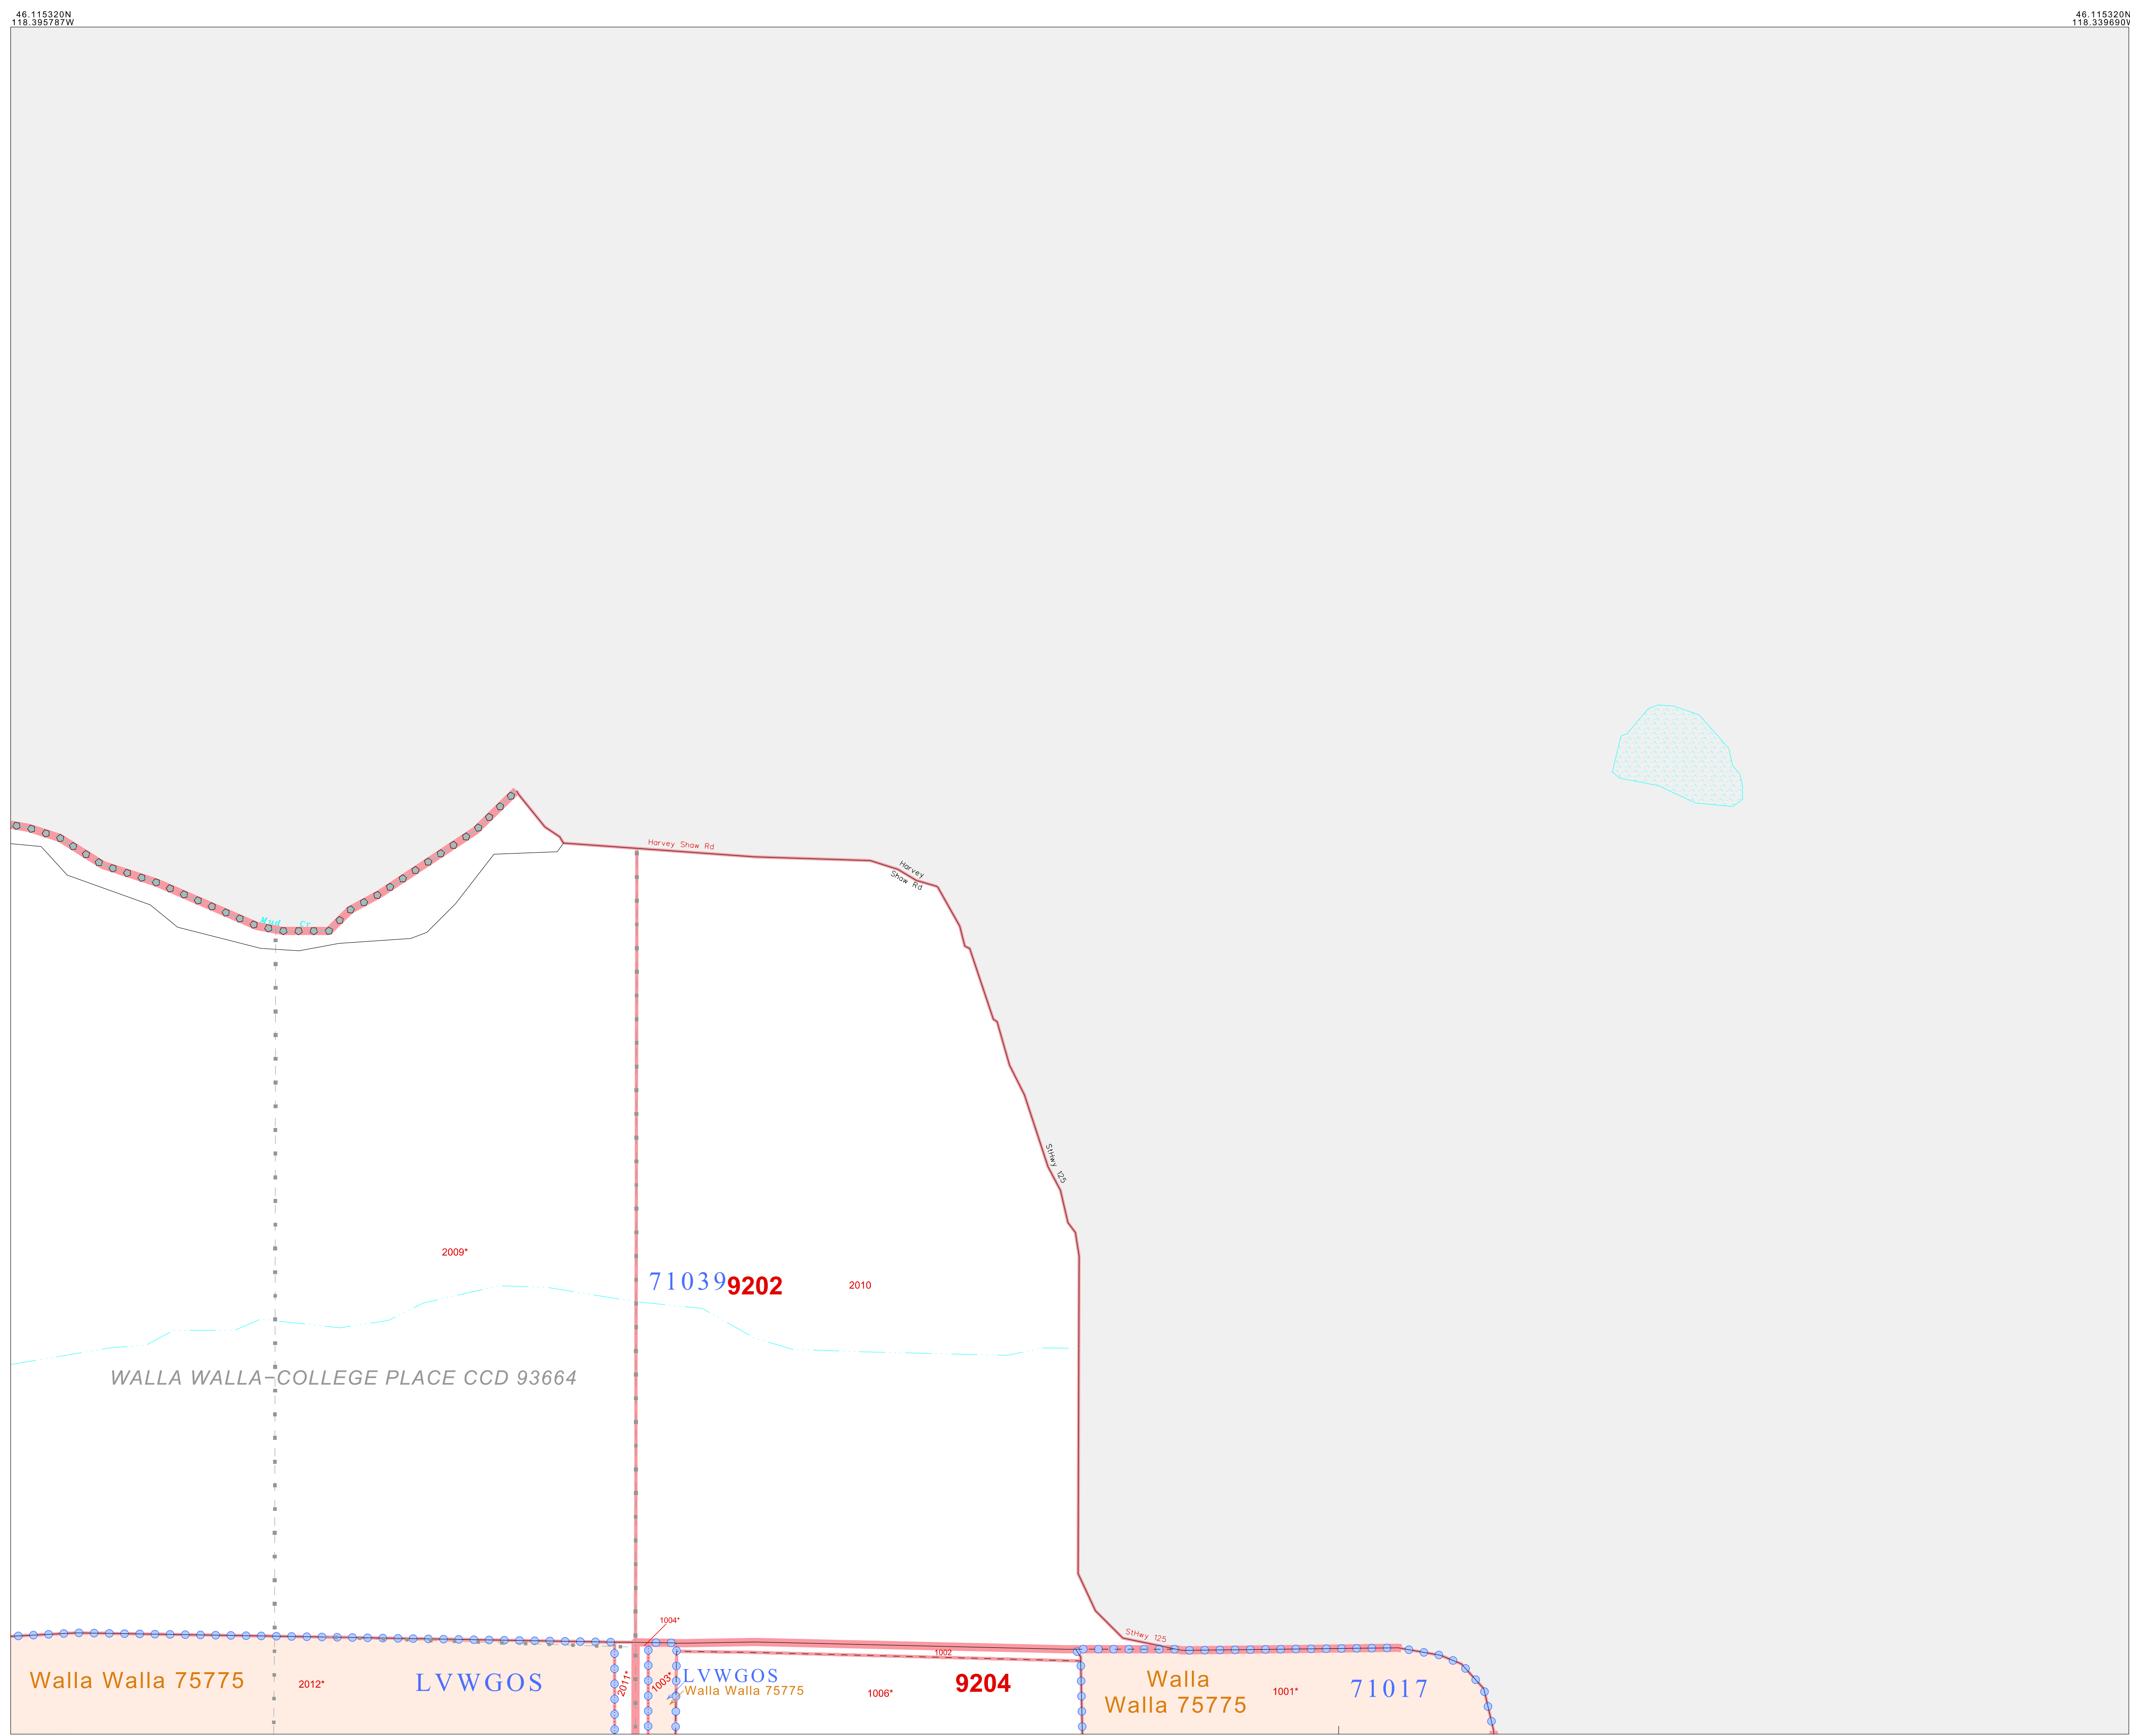 46.115320N
118.395787W
46.115320N
118.339690W
Harvey Shaw Rd
Harvey
Shaw Rd
Mud Cr
StHwy 125
2009*
71039
9202
2010
WALLA WALLA-COLLEGE PLACE CCD 93664
1004*
StHwy 125
1002
Walla Walla 75775
2012*
LVWGOS
2011*
1003*
LVWGOS
Walla Walla 75775
1006*
9204
Walla
Walla 75775
1001*
71017